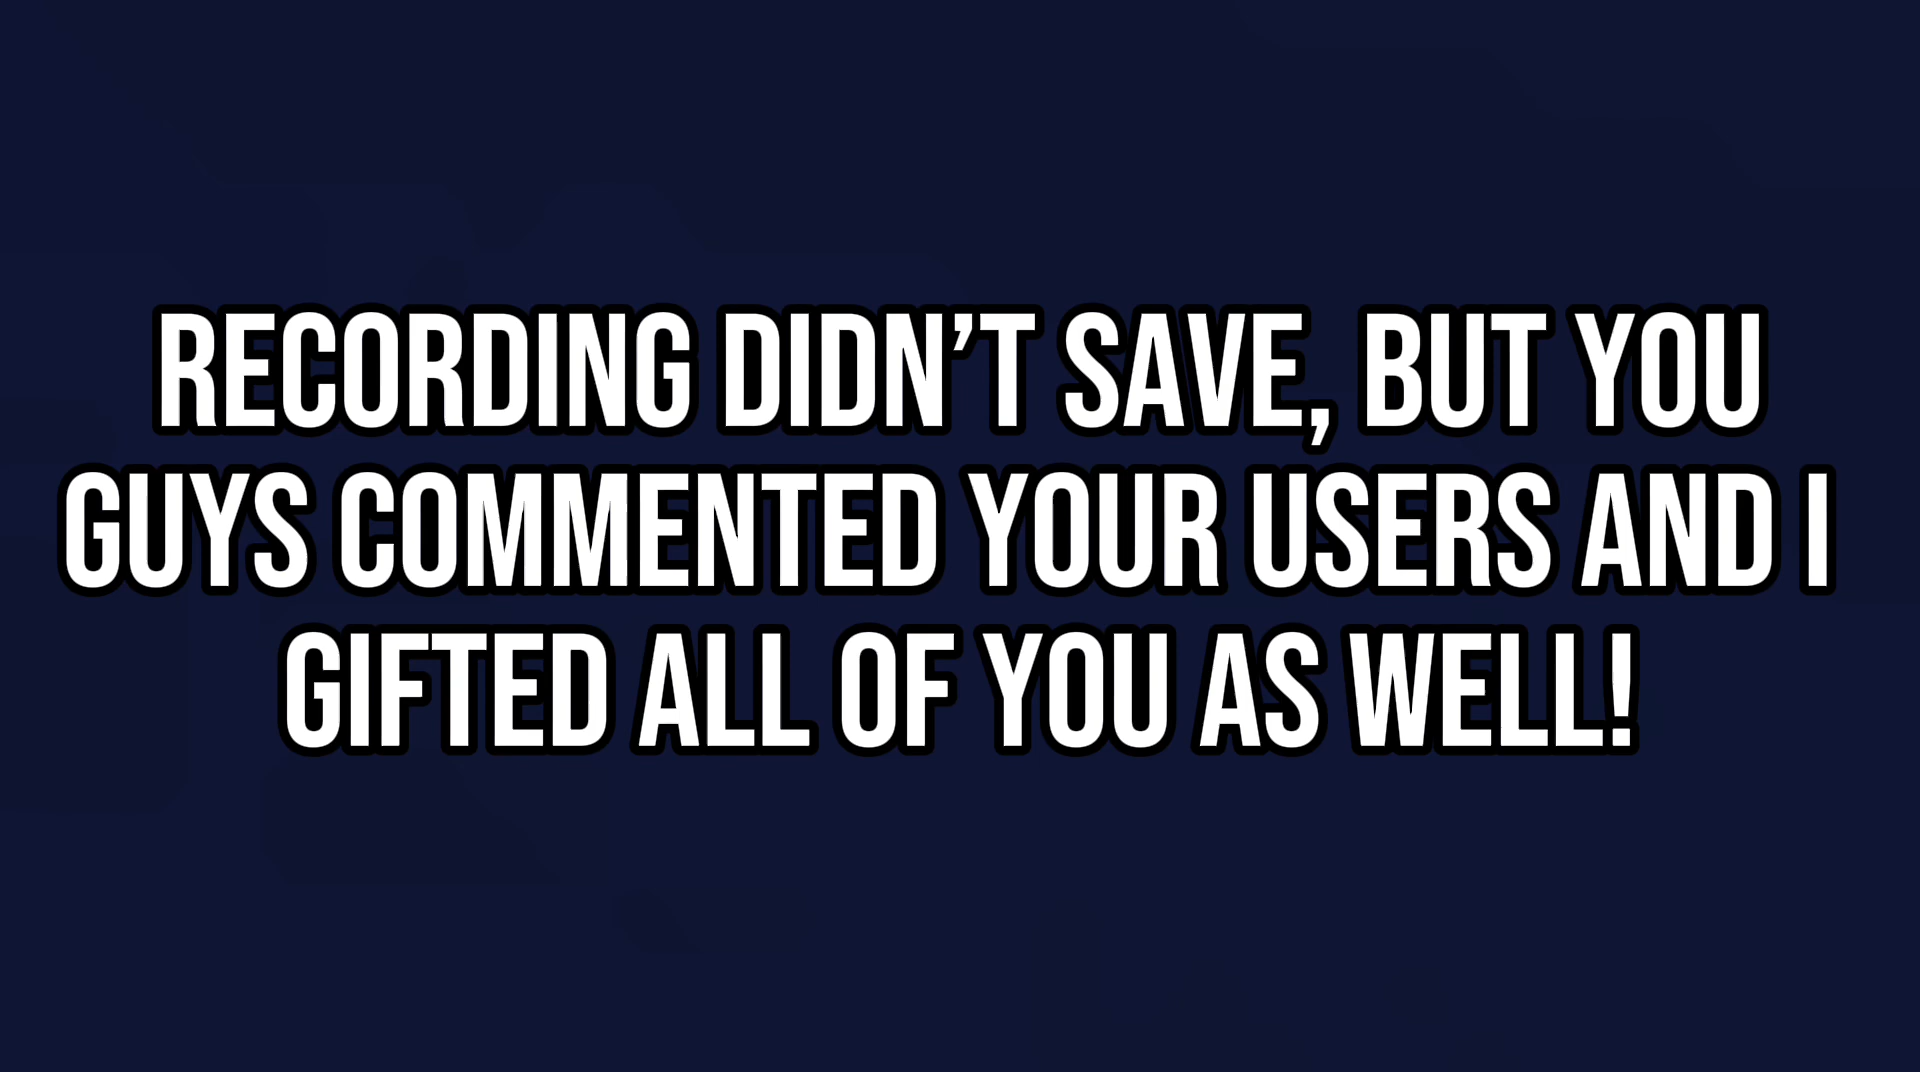 RECORDING DIDN’T SAVE, BUT YOU
GUYS COMMENTED YOUR USERS AND I
GIFTED ALL OF YOU AS WELL!